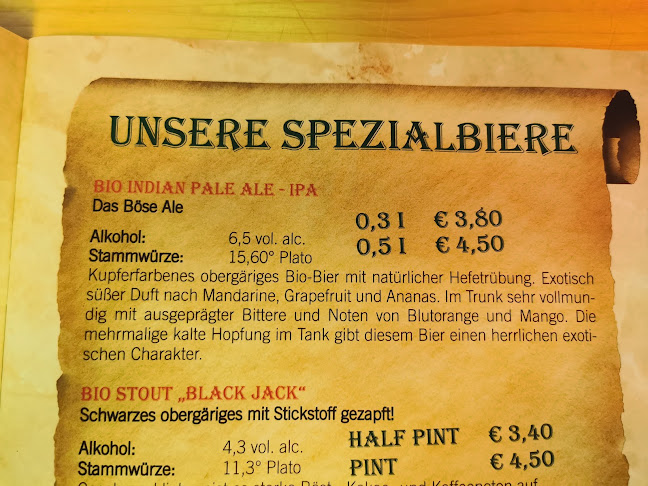 UNSERE SPEZIALBIERE
BIO INDIAN PALE ALE - IPA
Das Böse Ale
0,3 l € 3,80
Alkohol: 6,5 vol. alc.
0,5 l € 4,50
Stammwürze: 15,60° Plato
Kupferfarbenes obergäriges Bio-Bier mit natürlicher Hefetrübung. Exotisch
süßer Duft nach Mandarine, Grapefruit und Ananas. Im Trunk sehr vollmun-
dig mit ausgeprägter Bittere und Noten von Blutorange und Mango. Die
mehrmalige kalte Hopfung im Tank gibt diesem Bier einen herrlichen exoti-
schen Charakter.
BIO STOUT „BLACK JACK“
Schwarzes obergäriges mit Stickstoff gezapft!
Alkohol: 4,3 vol. alc. HALF PINT € 3,40
Stammwürze: 11,3° Plato PINT € 4,50